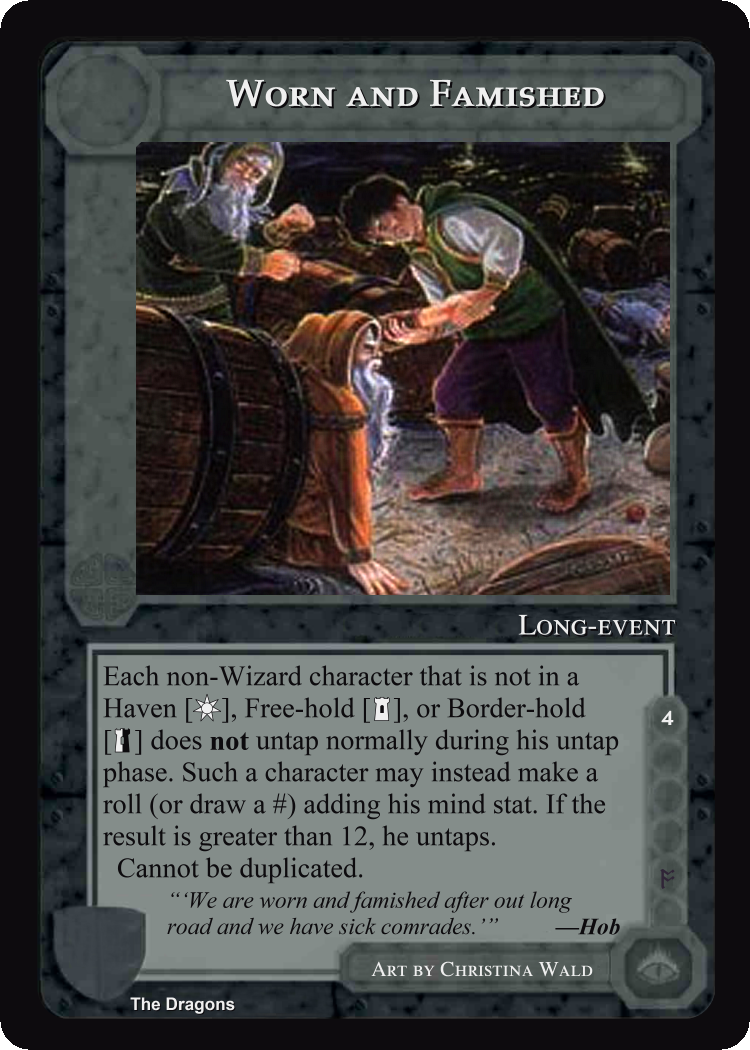 Worn and Famished
Long-event
Each non-Wizard character that is not in a
Haven [], Free-hold [], or Border-hold
[] does not untap normally during his untap
phase. Such a character may instead make a
roll (or draw a #) adding his mind stat. If the
result is greater than 12, he untaps.
Cannot be duplicated.
“‘We are worn and famished after out long
road and we have sick comrades.’” —Hob
4
ᚩ
Art by Christina Wald
The Dragons